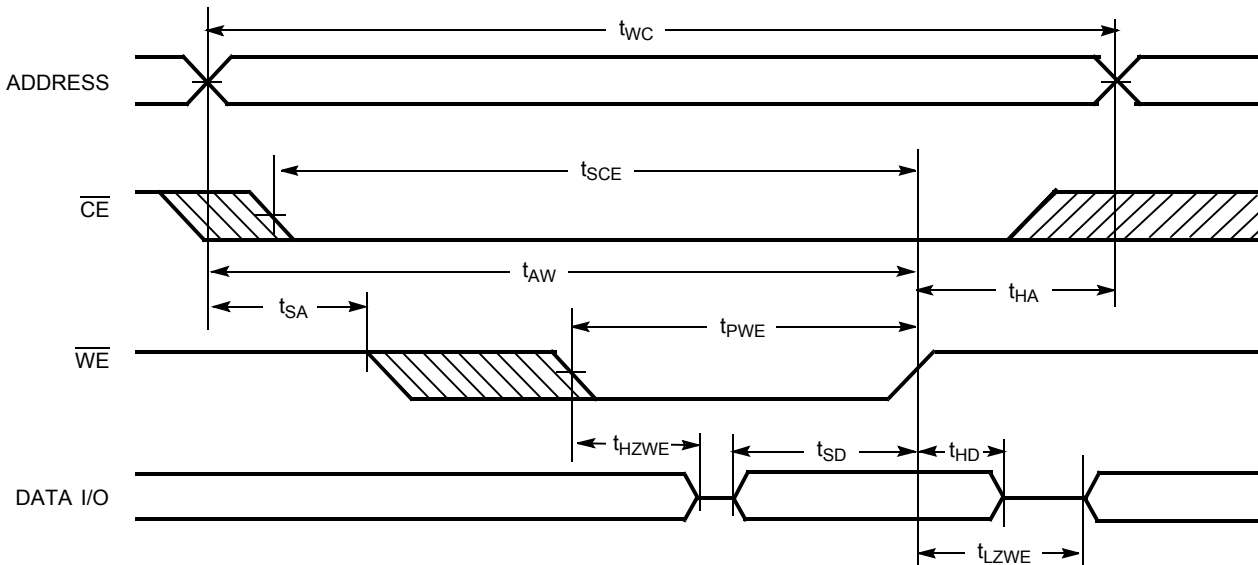 tWC
ADDRESS
tSCE
CE
tAW
tSA
tHA
tPWE
WE
tHZWE
tSD
tHD
DATA I/O
tLZWE